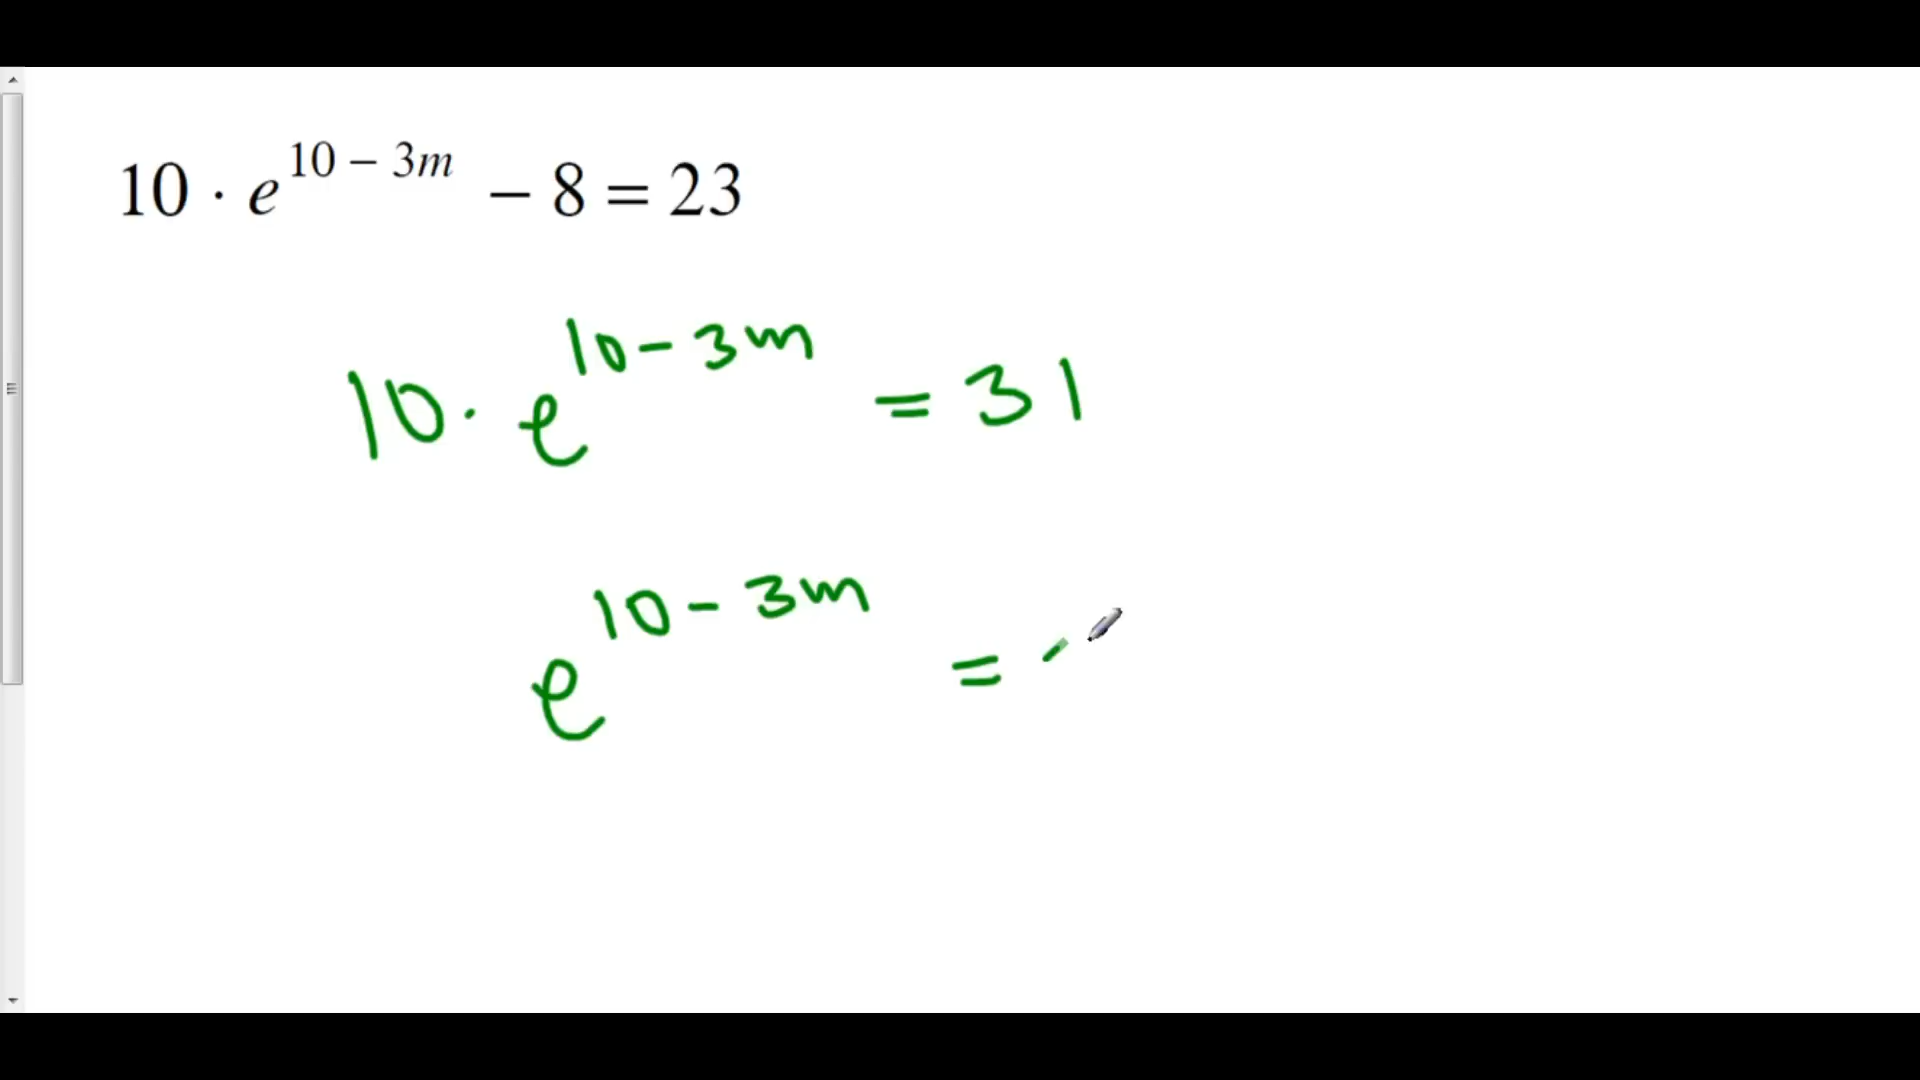 10 · e^{10 − 3m} − 8 = 23
10 · e^{10 − 3m} = 31
e^{10 − 3m} =